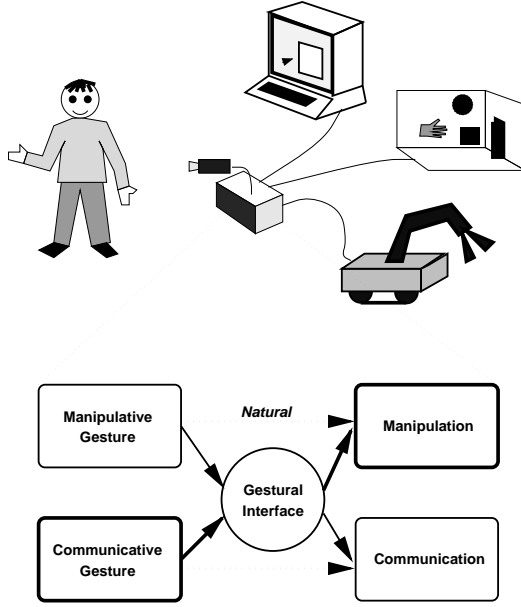 Manipulative
Gesture
Natural
Manipulation
Gestural
Interface
Communicative
Gesture
Communication